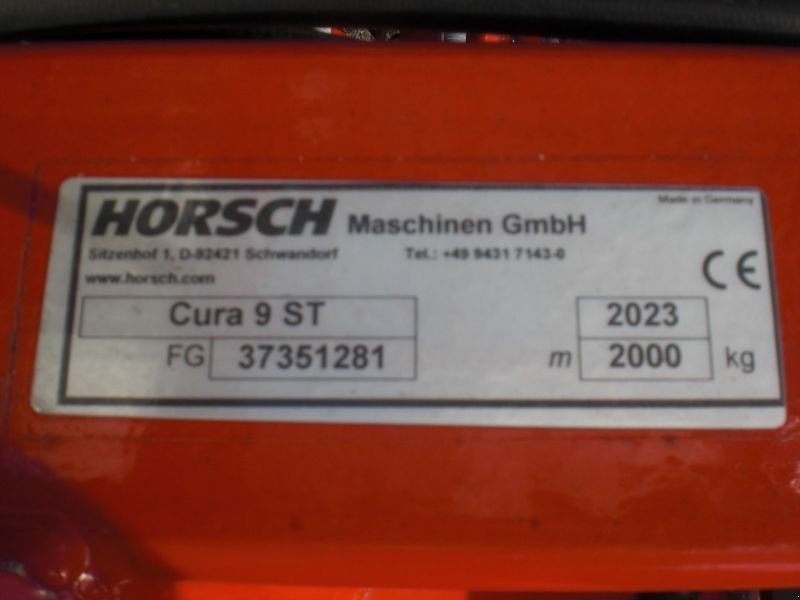 Made in Germany
HORSCH Maschinen GmbH
Sitzenhof 1, D-92421 Schwandorf Tel.: +49 9431 7143-0
www.horsch.com
CE
Cura 9 ST 2023
FG 37351281 m 2000 kg